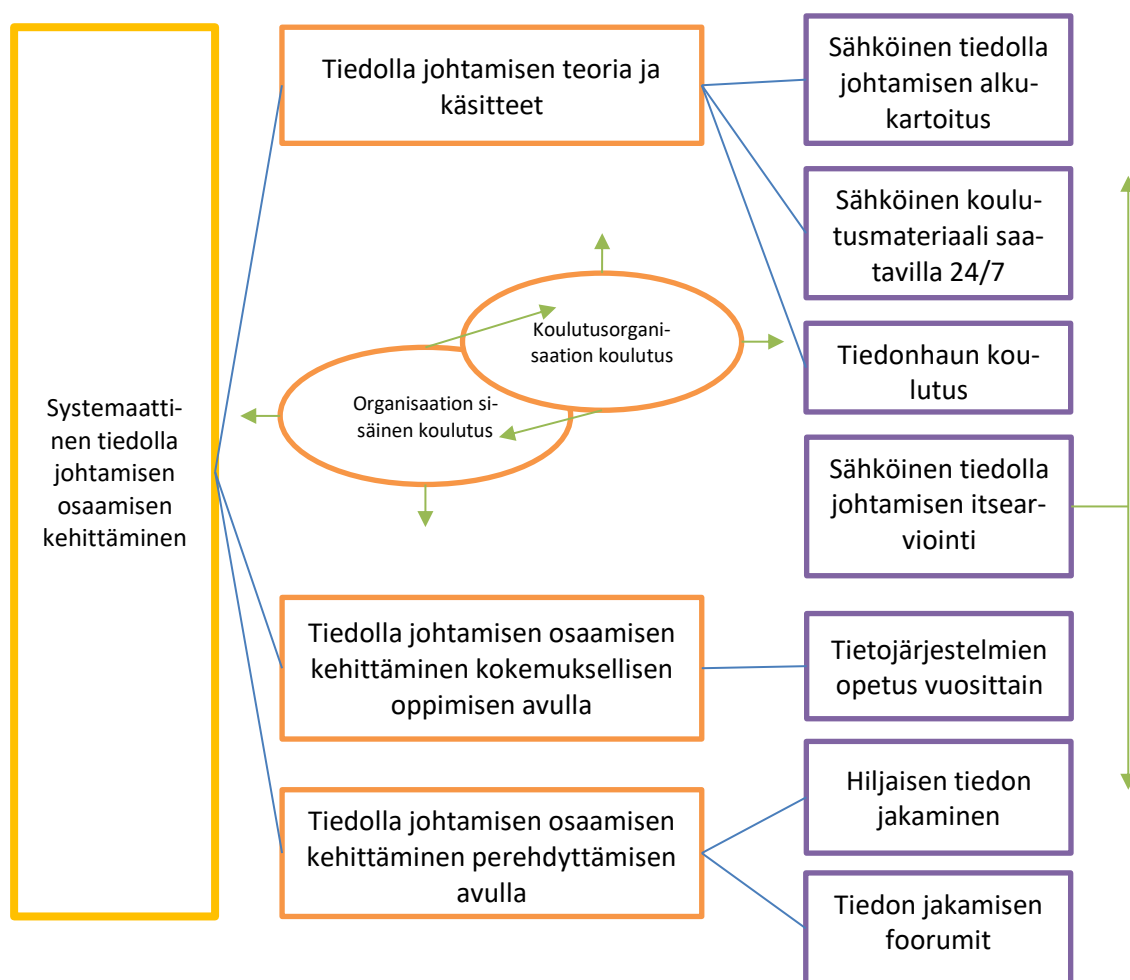 Systemaatti-
nen tiedolla
johtamisen
osaamisen
kehittäminen
Tiedolla johtamisen teoria ja
käsitteet
Koulutusorgani-
saation koulutus
Organisaation si-
säinen koulutus
Tiedolla johtamisen osaamisen
kehittäminen kokemuksellisen
oppimisen avulla
Tiedolla johtamisen osaamisen
kehittäminen perehdyttämisen
avulla
Sähköinen tiedolla
johtamisen alku-
kartoitus
Sähköinen koulu-
tusmateriaali saa-
tavilla 24/7
Tiedonhaun kou-
lutus
Sähköinen tiedolla
johtamisen itsear-
viointi
Tietojärjestelmien
opetus vuosittain
Hiljaisen tiedon
jakaminen
Tiedon jakamisen
foorumit